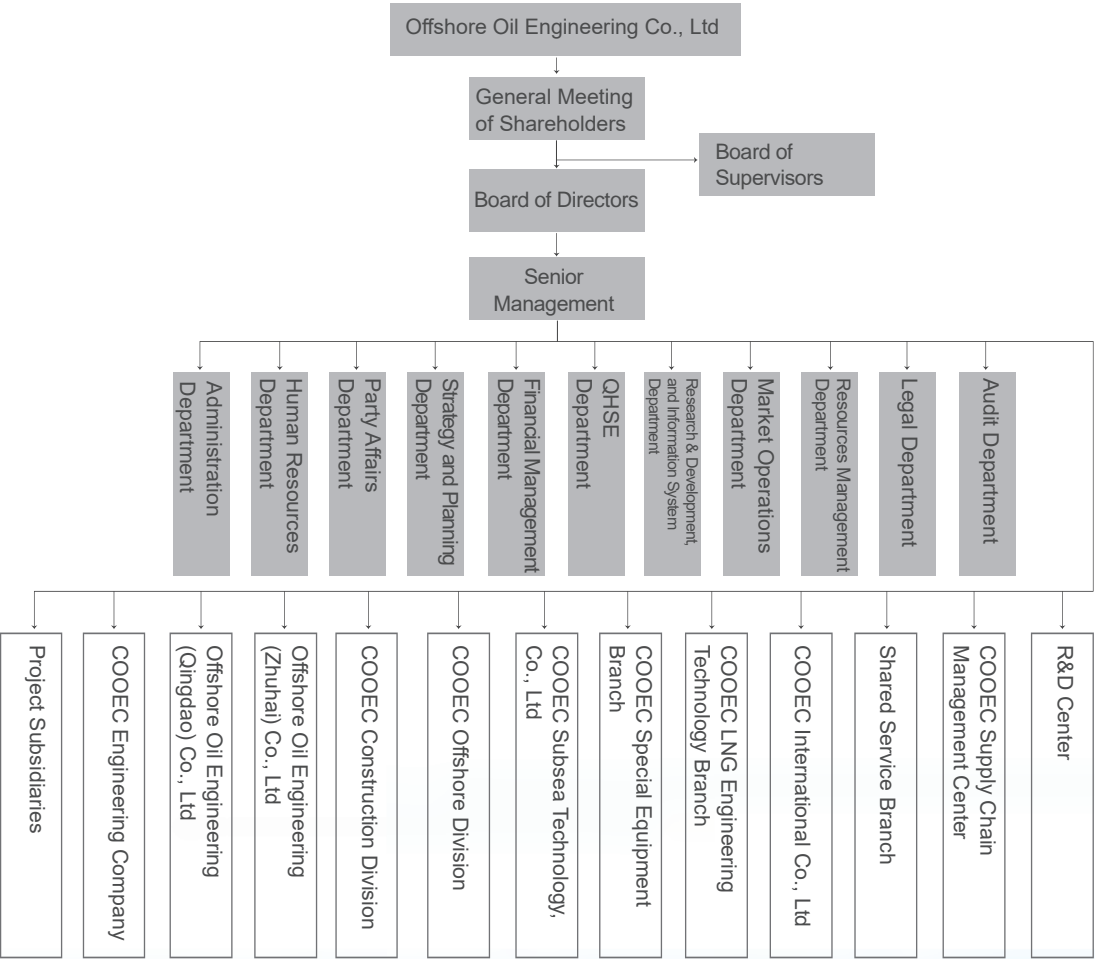 Offshore Oil Engineering Co., Ltd
General Meeting
of Shareholders
Board of
Supervisors
Board of Directors
Senior
Management
Administration
Department
Human Resources
Department
Party Affairs
Department
Strategy and Planning
Department
Financial Management
Department
QHSE
Department
Research & Development,
and Information System
Department
Market Operations
Department
Resources Management
Department
Legal Department
Audit Department
Project Subsidiaries
COOEC Engineering Company
Offshore Oil Engineering
(Qingdao) Co., Ltd
Offshore Oil Engineering
(Zhuhai) Co., Ltd
COOEC Construction Division
COOEC Offshore Division
COOEC Subsea Technology,
Co., Ltd
COOEC Special Equipment
Branch
COOEC LNG Engineering
Technology Branch
COOEC International Co., Ltd
Shared Service Branch
COOEC Supply Chain
Management Center
R&D Center